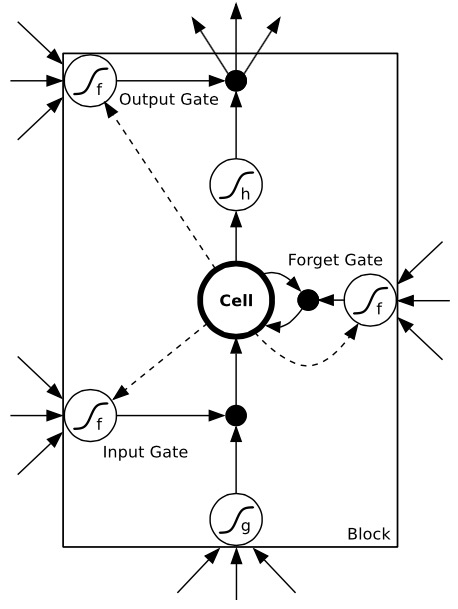 f
Output Gate
h
Forget Gate
Cell
f
f
Input Gate
g
Block